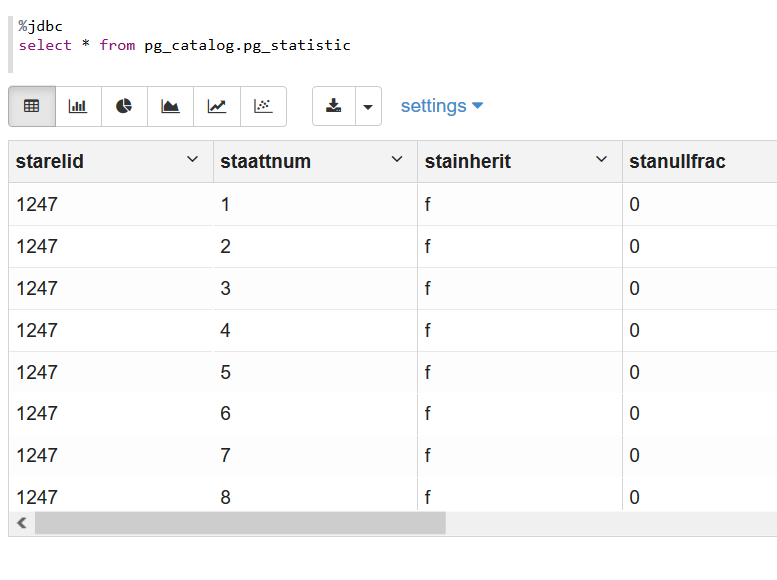 %jdbc
select * from pg_catalog.pg_statistic
settings
starelid staattnum stainherit stanullfrac
1247 1 f 0
1247 2 f 0
1247 3 f 0
1247 4 f 0
1247 5 f 0
1247 6 f 0
1247 7 f 0
1247 8 f 0